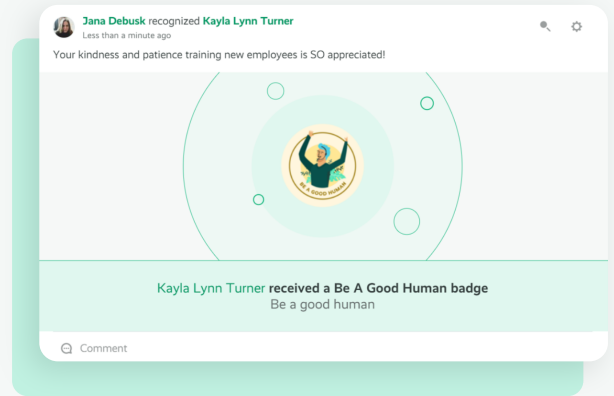 Jana Debusk recognized Kayla Lynn Turner
Less than a minute ago
Your kindness and patience training new employees is SO appreciated!
BE A GOOD HUMAN
Kayla Lynn Turner received a Be A Good Human badge
Be a good human
Comment